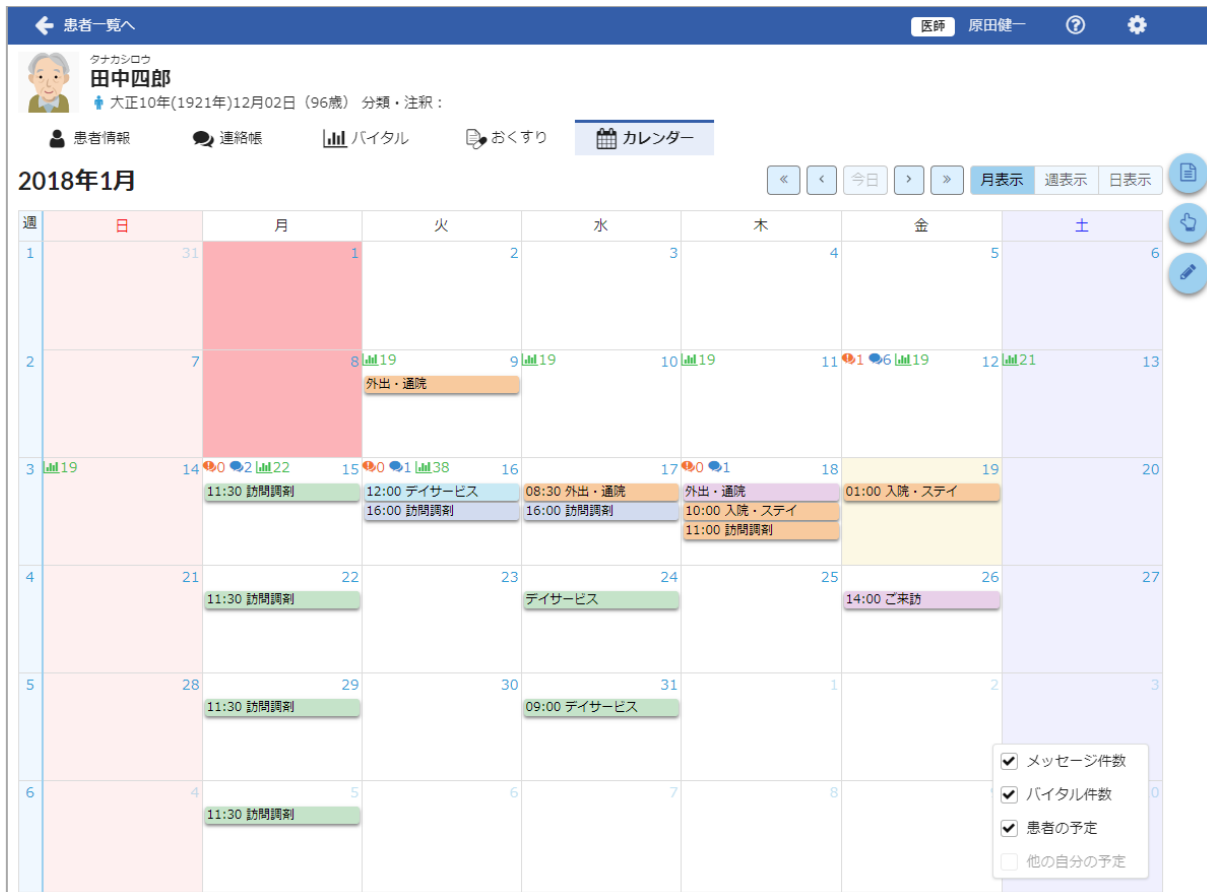 患者一覧へ 医師 原田健一
タナカシロウ
田中四郎
大正10年(1921年)12月02日（96歳） 分類・注釈：
患者情報 連絡帳 バイタル おくすり カレンダー
2018年1月 « ‹ 今日 › » 月表示 週表示 日表示
週 日 月 火 水 木 金 土
1 31 1 2 3 4 5 6
2 7 8 19 9 19 10 19 11 1 6 19 12 21 13
外出・通院
3 19 14 0 2 22 15 0 1 38 16 17 0 1 18 19 20
11:30 訪問調剤 12:00 デイサービス 08:30 外出・通院 外出・通院 01:00 入院・ステイ
16:00 訪問調剤 16:00 訪問調剤 10:00 入院・ステイ
11:00 訪問調剤
4 21 22 23 24 25 26 27
11:30 訪問調剤 デイサービス 14:00 ご来訪
5 28 29 30 31 1 2 3
11:30 訪問調剤 09:00 デイサービス
6 4 5 6 7 8
11:30 訪問調剤
メッセージ件数
バイタル件数
患者の予定
他の自分の予定